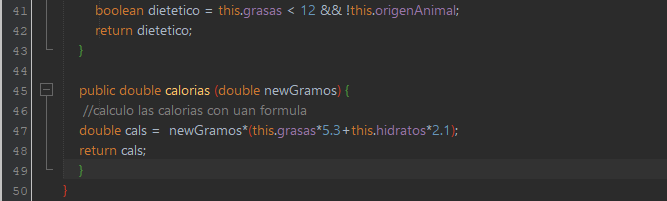 41 boolean dietetico = this.grasas < 12 && !this.origenAnimal;
42 return dietetico;
43 }
44
45 public double calorias (double newGramos) {
46 //calculo las calorias con uan formula
47 double cals = newGramos*(this.grasas*5.3+this.hidratos*2.1);
48 return cals;
49 }
50 }